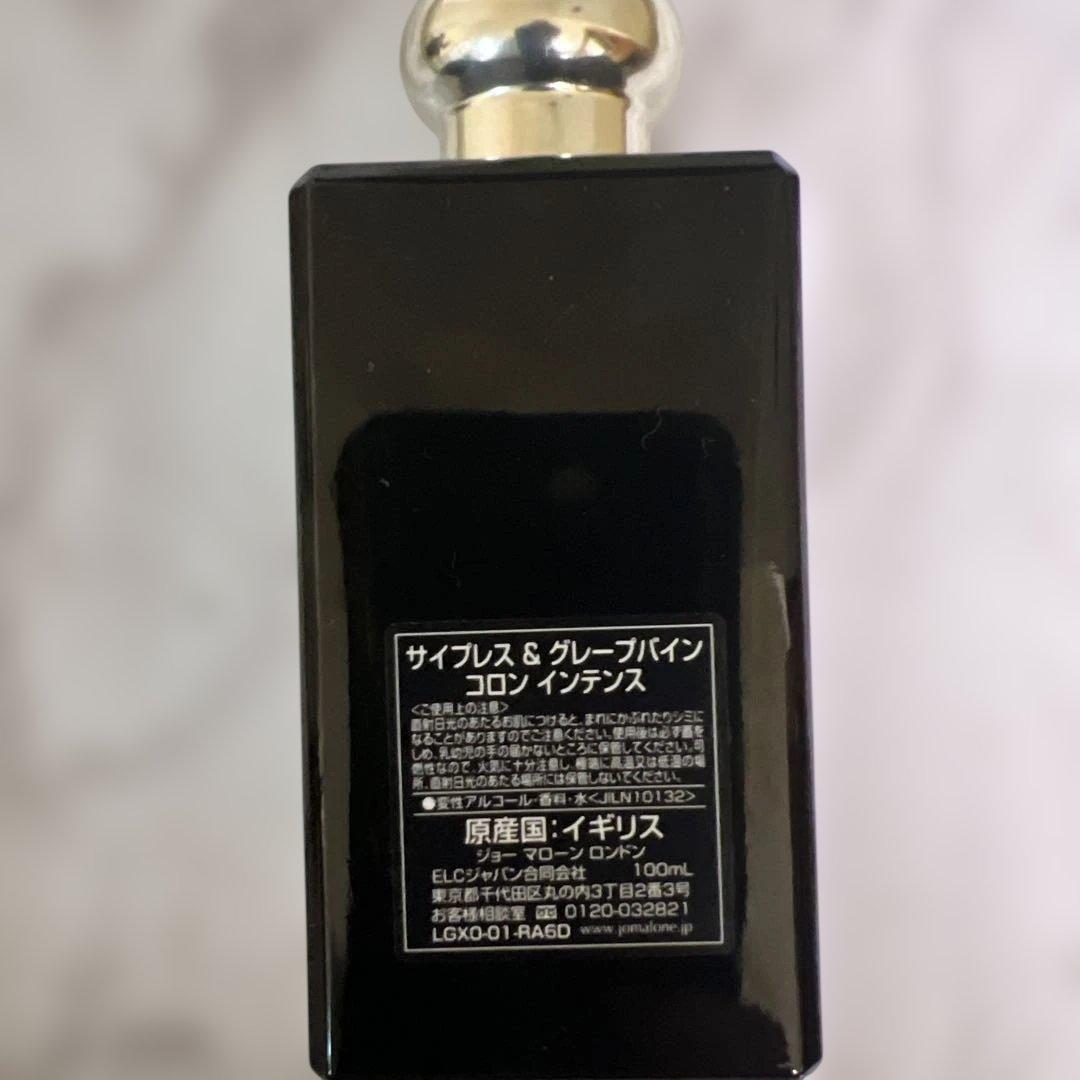 サイプレス & グレープバイン
コロン インテンス
<ご使用上の注意>
直射日光のあたるお肌につけると、まれにかぶれたりシミに
なることがありますのでご注意ください。使用後は必ず蓋を
しめ、乳幼児の手の届かないところに保管してください。可
燃性なので、火気に十分注意し、極端に高温又は低温の場
所、直射日光のあたる場所には保管しないでください。
●変性アルコール・香料・水<JILN10132>
原産国:イギリス
ジョー マローン ロンドン
ELCジャパン合同会社 100mL
東京都千代田区丸の内3丁目2番3号
お客様相談室 0120-032821
LGX0-01-RA6D www.jomalone.jp